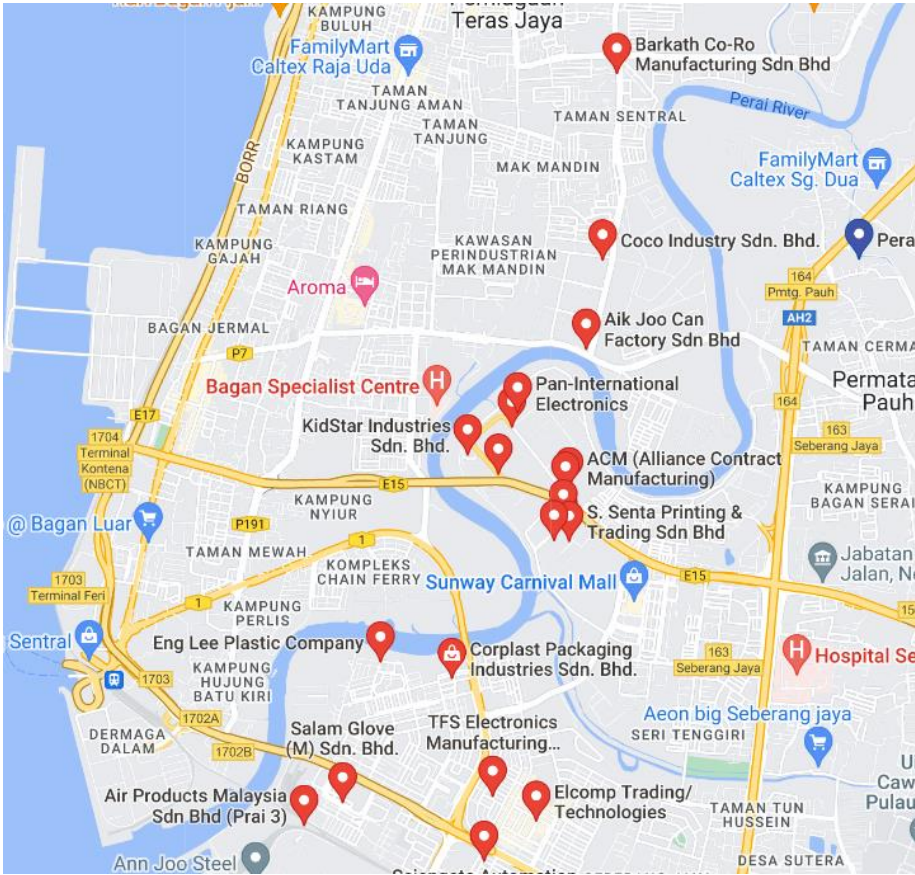 KAMPUNG
BULUH
Teras Jaya
Barkath Co-Ro
Manufacturing Sdn Bhd
FamilyMart
Caltex Raja Uda
TAMAN
TANJUNG AMAN
TAMAN
TANJUNG
TAMAN SENTRAL
Perai River
BORR
KAMPUNG
KASTAM
MAK MANDIN
FamilyMart
Caltex Sg. Dua
TAMAN RIANG
KAMPUNG
GAJAH
KAWASAN
PERINDUSTRIAN
MAK MANDIN
Coco Industry Sdn. Bhd.
Pera
Aroma
164
Pmtg. Pauh
AH2
BAGAN JERMAL
Aik Joo Can
Factory Sdn Bhd
TAMAN CERMA
P7
Bagan Specialist Centre
H
Pan-International
Electronics
Permata
Pauh
164
E17
KidStar Industries
Sdn. Bhd.
1704
Terminal
Kontena
(NBCT)
163
Seberang Jaya
ACM (Alliance Contract
Manufacturing)
E15
KAMPUNG
NYIUR
KAMPUNG
BAGAN SERAI
@ Bagan Luar
P191
S. Senta Printing &
Trading Sdn Bhd
1
TAMAN MEWAH
KOMPLEKS
CHAIN FERRY
Jabatan
Jalan, Ne
Sunway Carnival Mall
E15
1703
Terminal Feri
1
KAMPUNG
PERLIS
15
Sentral
Eng Lee Plastic Company
Corplast Packaging
Industries Sdn. Bhd.
163
Seberang Jaya
H
Hospital Se
1703
KAMPUNG
HUJUNG
BATU KIRI
1702A
DERMAGA
DALAM
1702B
Salam Glove
(M) Sdn. Bhd.
TFS Electronics
Manufacturing...
Aeon big Seberang jaya
SERI TENGGIRI
Air Products Malaysia
Sdn Bhd (Prai 3)
Elcomp Trading/
Technologies
TAMAN TUN
HUSSEIN
Caw
Pulau
Ann Joo Steel
DESA SUTERA